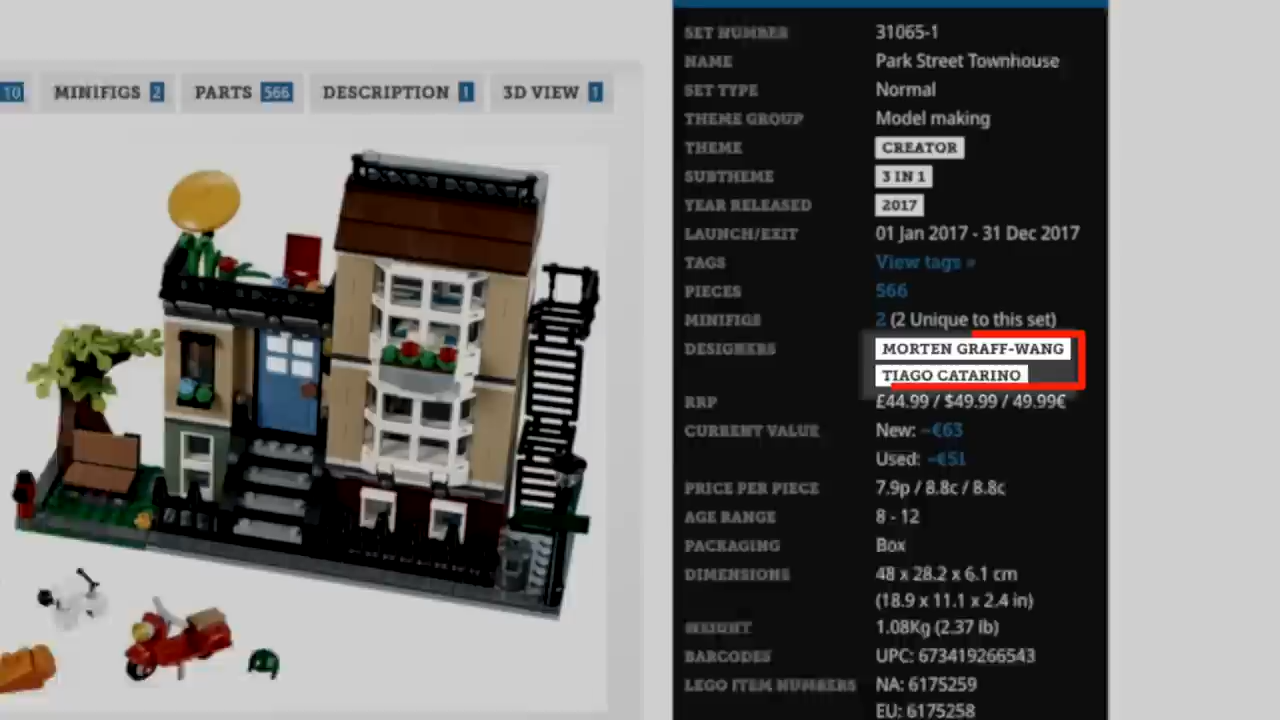 10 MINIFIGS 2 PARTS 566 DESCRIPTION 1 3D VIEW 1
SET NUMBER 31065-1
NAME Park Street Townhouse
SET TYPE Normal
THEME GROUP Model making
THEME CREATOR
SUBTHEME 3 IN 1
YEAR RELEASED 2017
LAUNCH/EXIT 01 Jan 2017 - 31 Dec 2017
TAGS View tags »
PIECES 566
MINIFIGS 2 (2 Unique to this set)
DESIGNERS MORTEN GRAFF-WANG
TIAGO CATARINO
RRP £44.99 / $49.99 / 49.99€
CURRENT VALUE New: ~€63
Used: ~€51
PRICE PER PIECE 7.9p / 8.8c / 8.8c
AGE RANGE 8 - 12
PACKAGING Box
DIMENSIONS 48 x 28.2 x 6.1 cm
(18.9 x 11.1 x 2.4 in)
WEIGHT 1.08Kg (2.37 lb)
BARCODES UPC: 673419266543
LEGO ITEM NUMBERS NA: 6175259
EU: 6175258